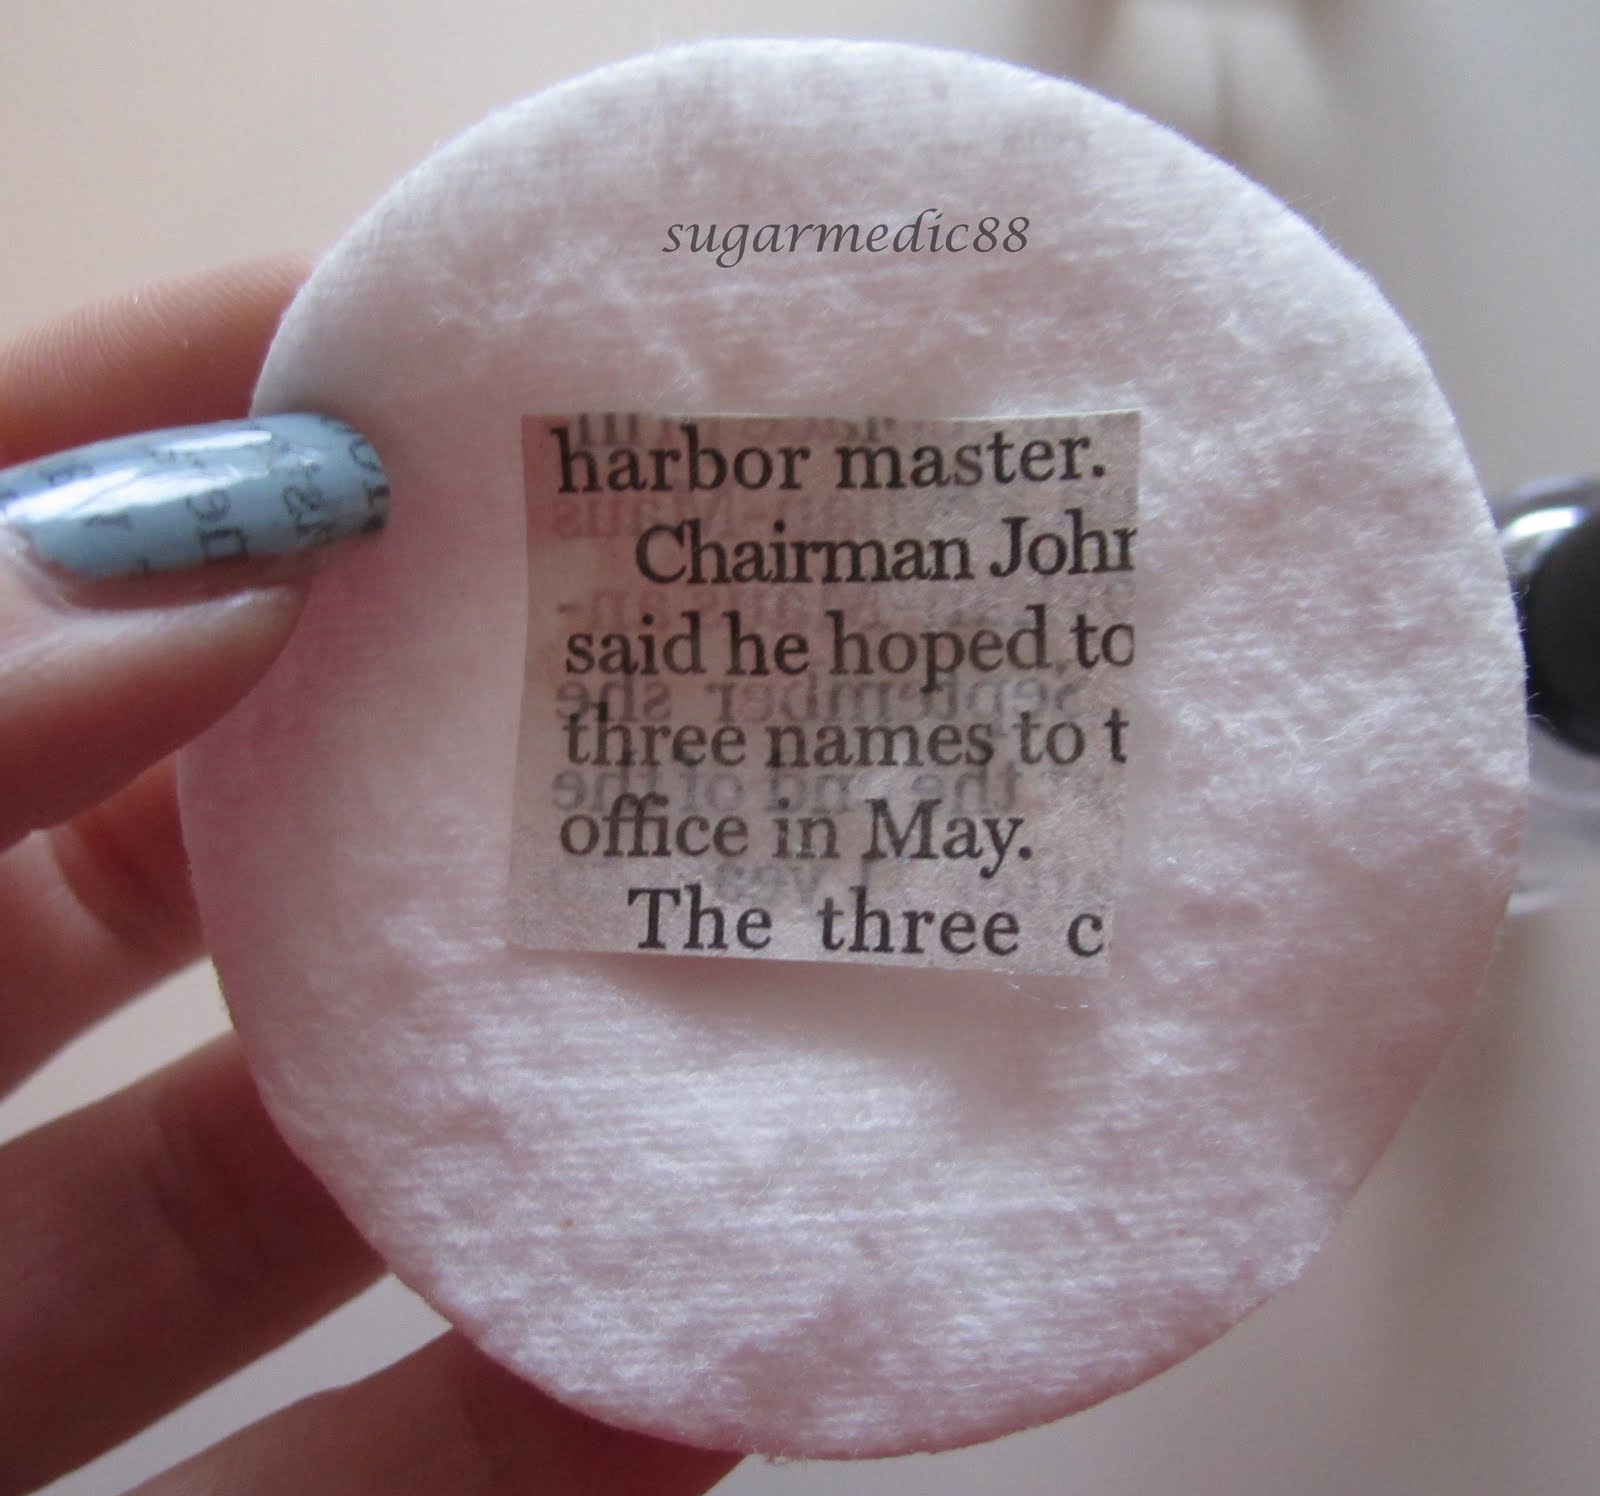 sugarmedic88
harbor master.
Chairman John
said he hoped to
three names to t
office in May.
The three c